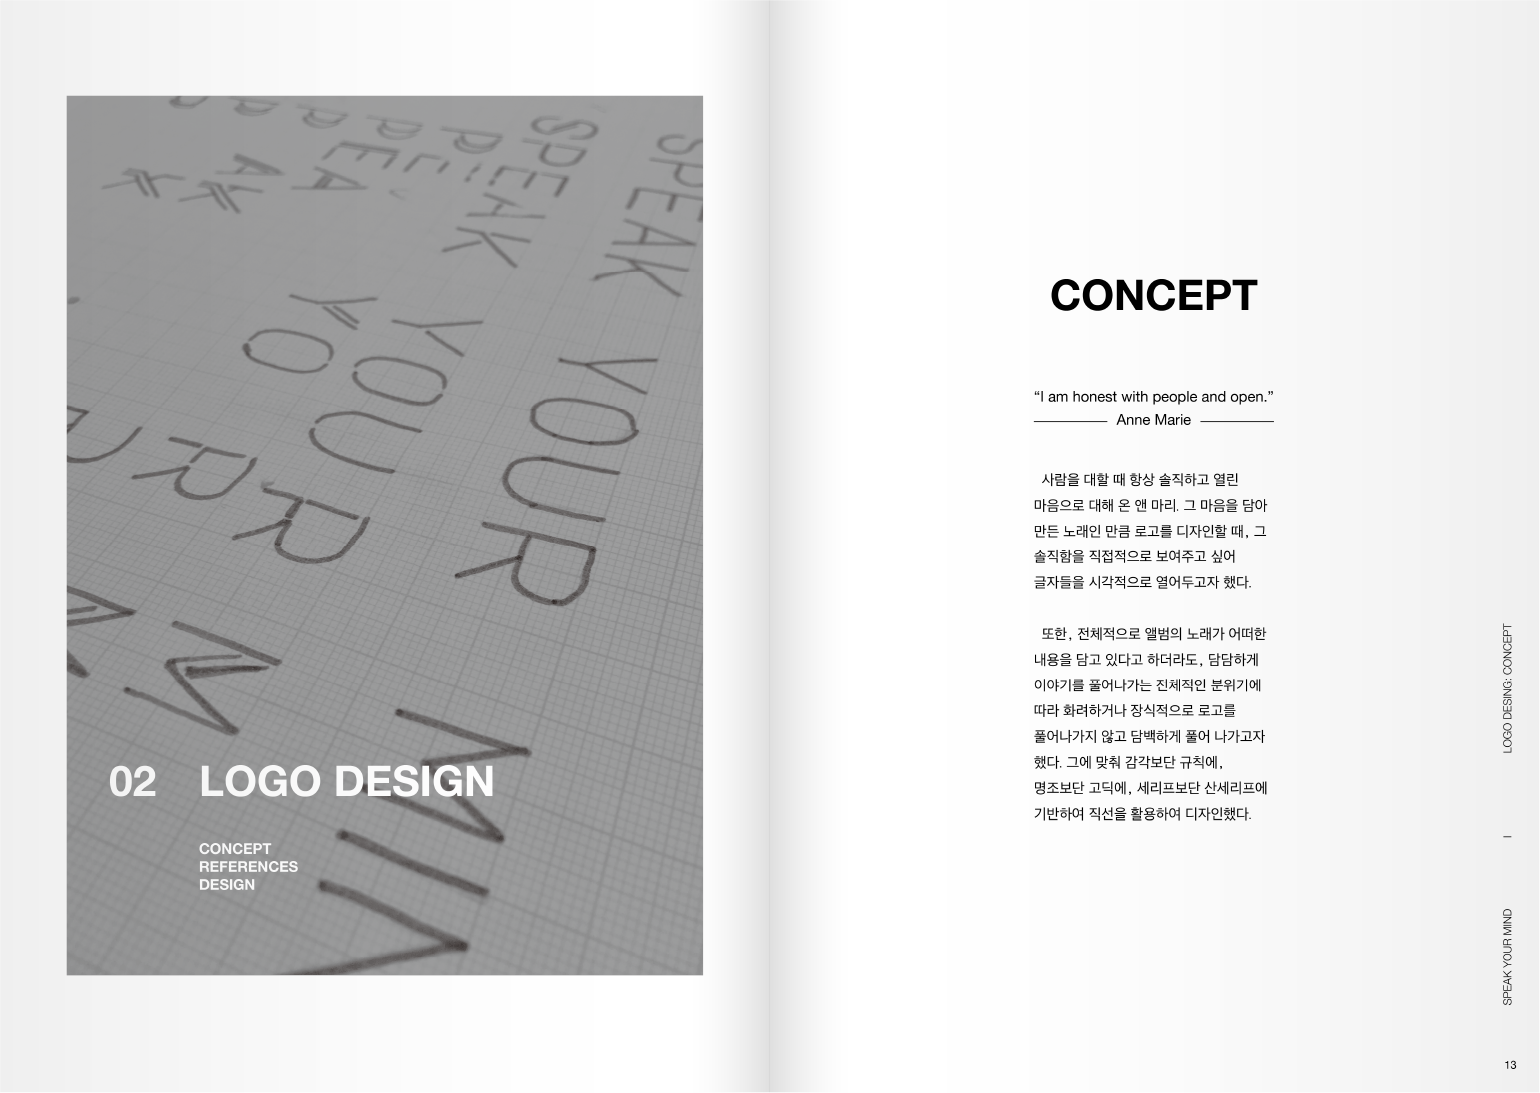 SPEAK
SPEAK
YOUR
YOU
YO
R
R
MIN
02 LOGO DESIGN
CONCEPT
REFERENCES
DESIGN
CONCEPT
“I am honest with people and open.”
Anne Marie
사람을 대할 때 항상 솔직하고 열린
마음으로 대해 온 앤 마리. 그 마음을 담아
만든 노래인 만큼 로고를 디자인할 때, 그
솔직함을 직접적으로 보여주고 싶어
글자들을 시각적으로 열어두고자 했다.
또한, 전체적으로 앨범의 노래가 어떠한
내용을 담고 있다고 하더라도, 담담하게
이야기를 풀어나가는 진체적인 분위기에
따라 화려하거나 장식적으로 로고를
풀어나가지 않고 담백하게 풀어 나가고자
했다. 그에 맞춰 감각보단 규칙에,
명조보단 고딕에, 세리프보단 산세리프에
기반하여 직선을 활용하여 디자인했다.
LOGO DESING: CONCEPT
|
SPEAK YOUR MIND
13